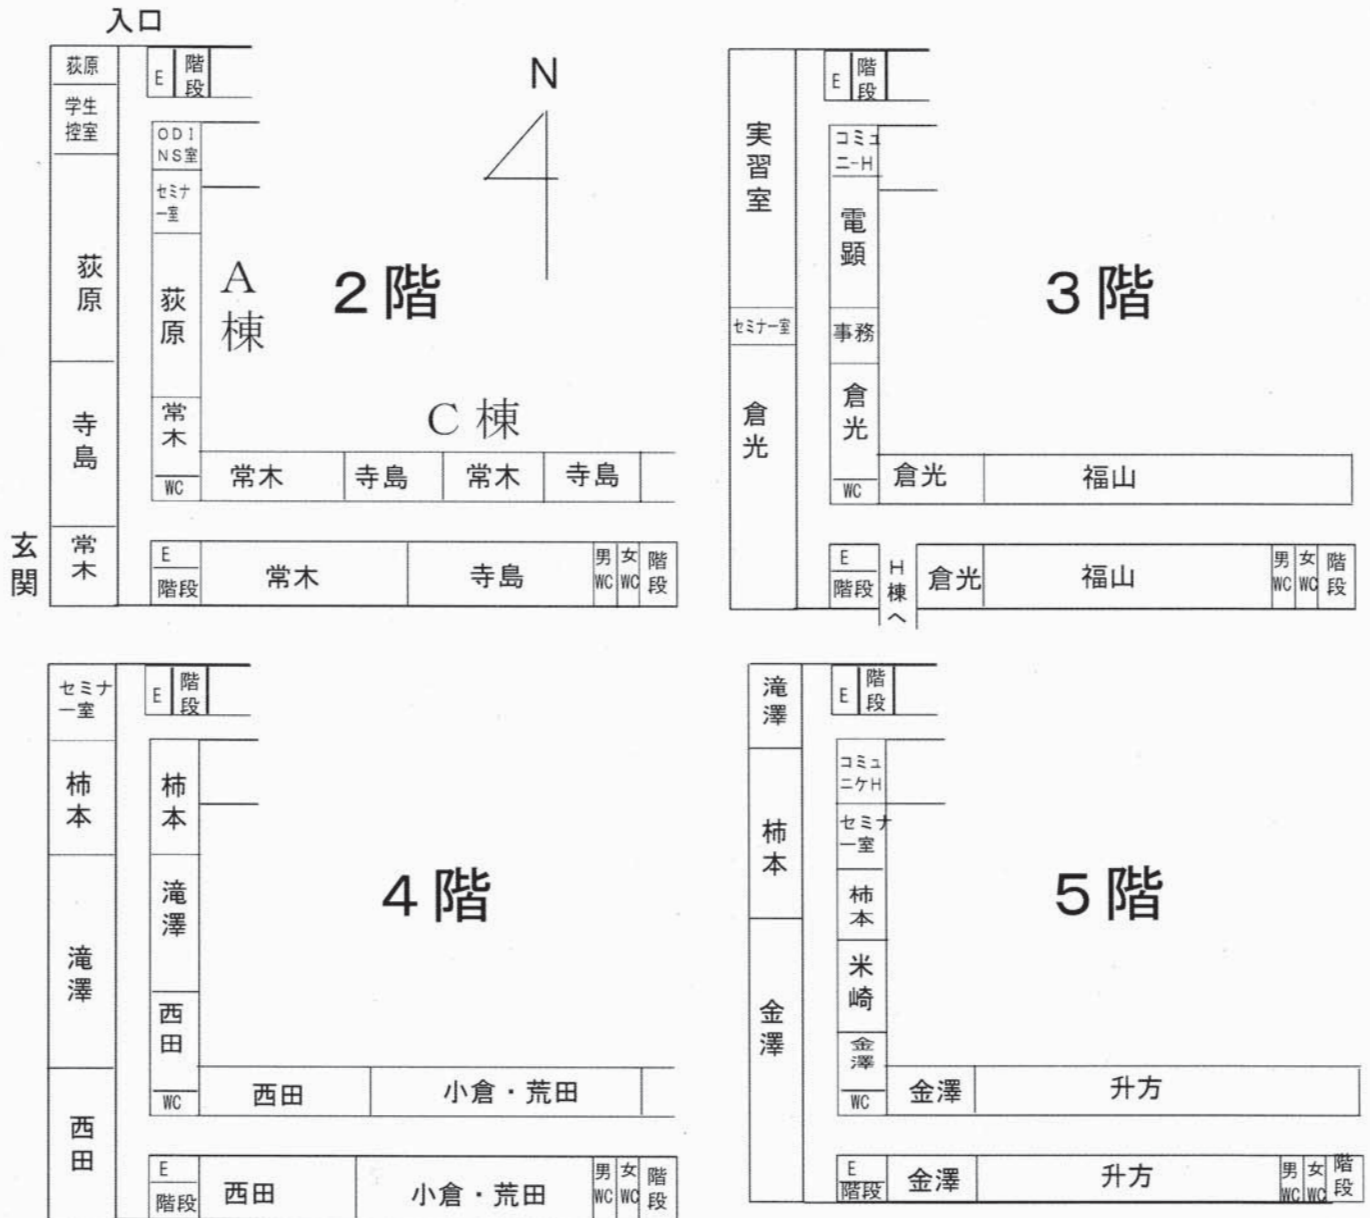 入口
荻原
学生
控室
荻
原
寺
島
常
木
玄
関
E
階
段
ODI
NS室
セミナ
ー室
荻
原
常
木
WC
A
棟
2階
N
C棟
常木
寺島
常木
寺島
E
階段
常木
寺島
男
WC
女
WC
階
段
実
習
室
セミナー室
倉
光
E
階
段
コミュ
ニーH
電
顕
事務
倉
光
WC
3階
倉光
福山
E
階段
H
棟
へ
倉光
福山
男
WC
女
WC
階
段
セミナ
ー室
柿
本
滝
澤
西
田
E
階
段
柿
本
滝
澤
西
田
WC
4階
西田
小倉・荒田
E
階段
西田
小倉・荒田
男
WC
女
WC
階
段
滝
澤
柿
本
金
澤
E
階
段
コミュ
ニケH
セミナ
ー室
柿
本
米
崎
金
澤
WC
5階
金澤
升方
E
階段
金澤
升方
男
WC
女
WC
階
段